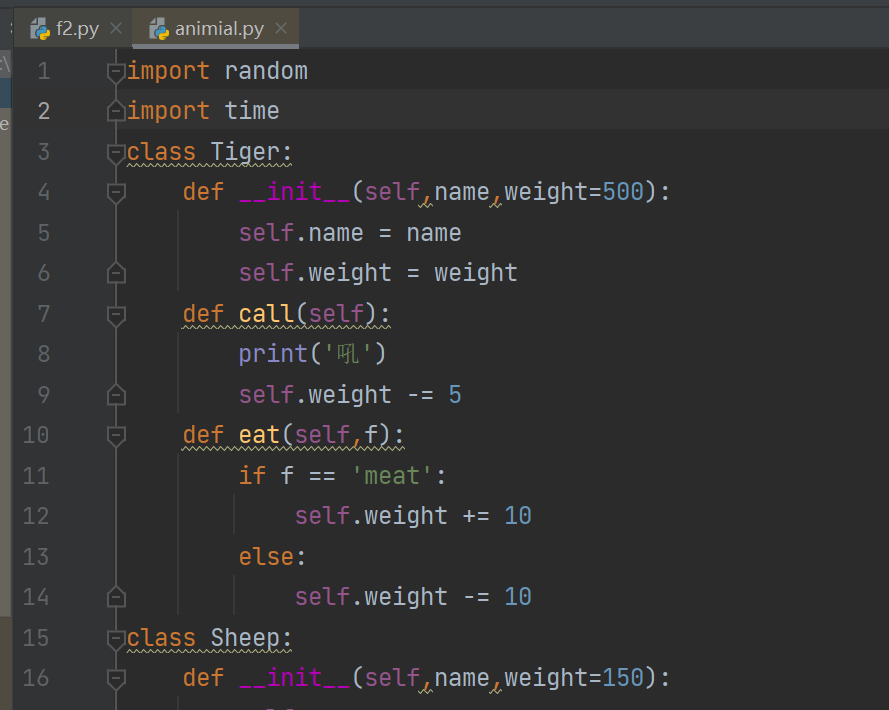 f2.py animial.py
1 import random
2 import time
3 class Tiger:
4 def __init__(self,name,weight=500):
5 self.name = name
6 self.weight = weight
7 def call(self):
8 print('吼')
9 self.weight -= 5
10 def eat(self,f):
11 if f == 'meat':
12 self.weight += 10
13 else:
14 self.weight -= 10
15 class Sheep:
16 def __init__(self,name,weight=150):